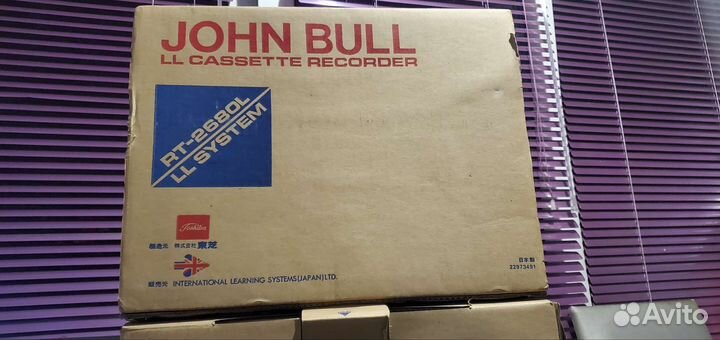 JOHN BULL
LL CASSETTE RECORDER
RT-2680L
LL SYSTEM
Toshiba
製造元 株式会社 東芝
販売元 INTERNATIONAL LEARNING SYSTEMS(JAPAN)LTD.
日本製
22973491
Avito